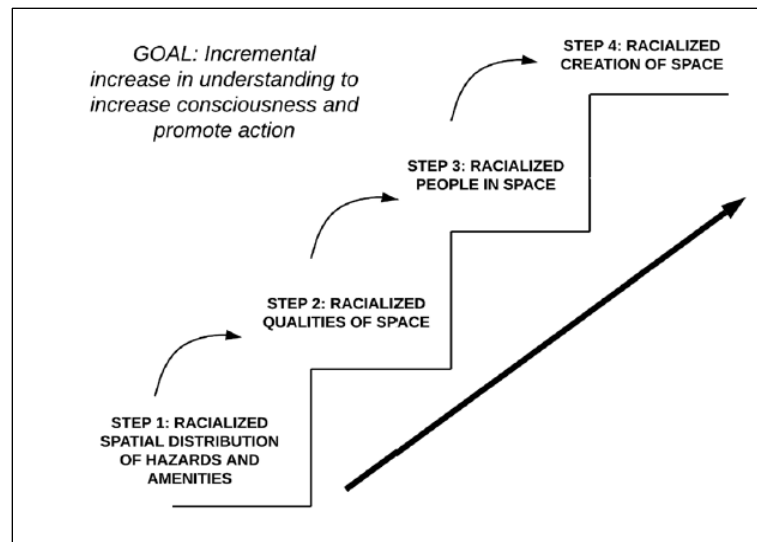 GOAL: Incremental
increase in understanding to
increase consciousness and
promote action
STEP 4: RACIALIZED
CREATION OF SPACE
STEP 3: RACIALIZED
PEOPLE IN SPACE
STEP 2: RACIALIZED
QUALITIES OF SPACE
STEP 1: RACIALIZED
SPATIAL DISTRIBUTION
OF HAZARDS AND
AMENITIES